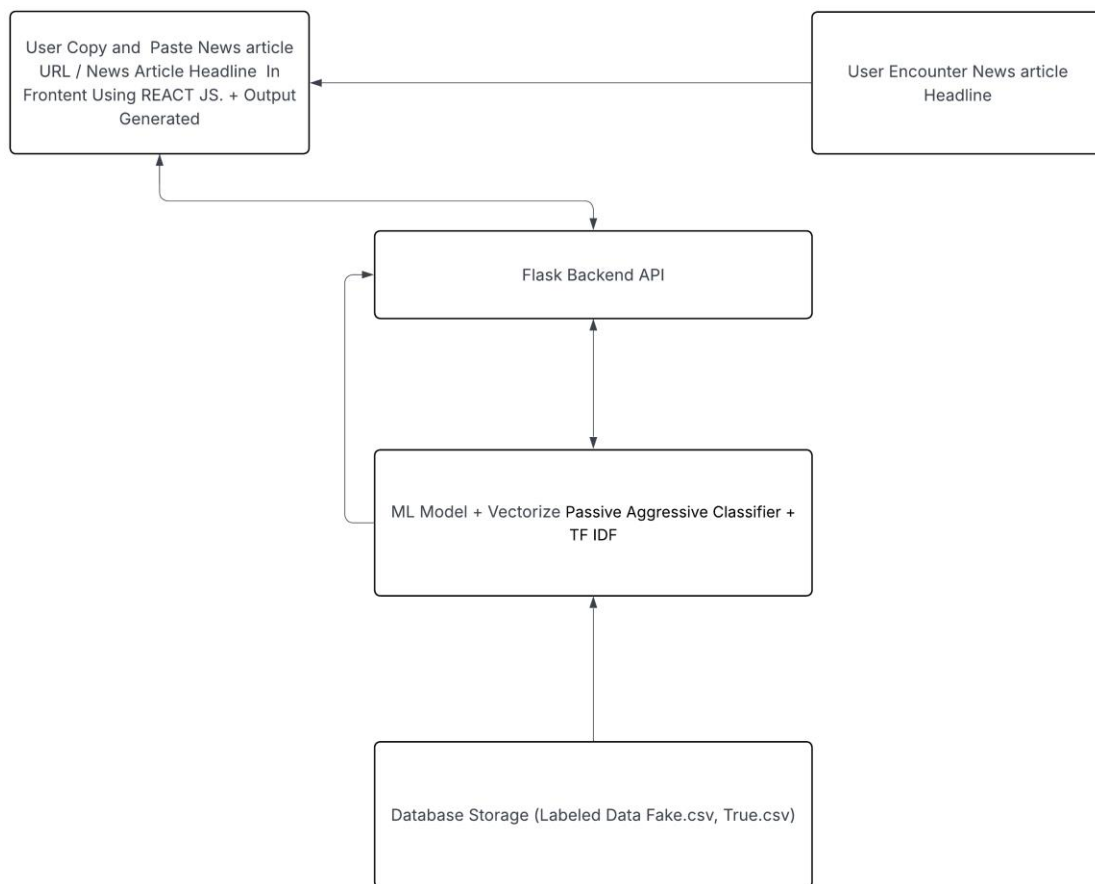 User Copy and Paste News article
URL / News Article Headline In
Frontent Using REACT JS. + Output
Generated
User Encounter News article
Headline
Flask Backend API
ML Model + Vectorize Passive Aggressive Classifier +
TF IDF
Database Storage (Labeled Data Fake.csv, True.csv)